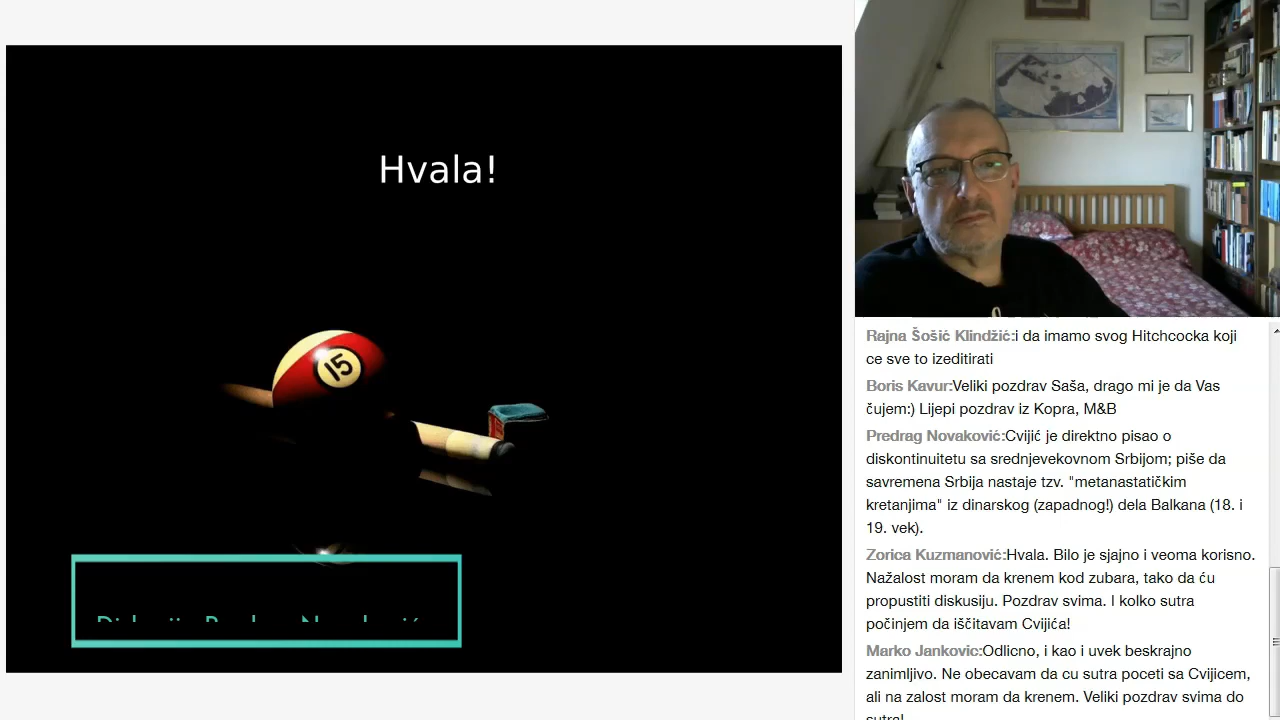 Hvala!
15
Rajna Šošić Klindžić:i da imamo svog Hitchcocka koji
ce sve to izeditirati
Boris Kavur:Veliki pozdrav Saša, drago mi je da Vas
čujem:) Lijepi pozdrav iz Kopra, M&B
Predrag Novaković:Cvijić je direktno pisao o
diskontinuitetu sa srednjevekovnom Srbijom; piše da
savremena Srbija nastaje tzv. "metanastatičkim
kretanjima" iz dinarskog (zapadnog!) dela Balkana (18. i
19. vek).
Zorica Kuzmanović:Hvala. Bilo je sjajno i veoma korisno.
Nažalost moram da krenem kod zubara, tako da ću
propustiti diskusiju. Pozdrav svima. I kolko sutra
počinjem da iščitavam Cvijića!
Marko Jankovic:Odlicno, i kao i uvek beskrajno
zanimljivo. Ne obecavam da cu sutra poceti sa Cvijicem,
ali na zalost moram da krenem. Veliki pozdrav svima do
sutra!